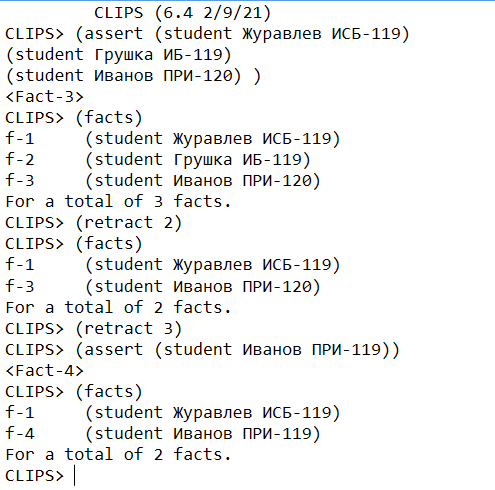 CLIPS (6.4 2/9/21)
CLIPS> (assert (student Журавлев ИСБ-119)
(student Грушка ИБ-119)
(student Иванов ПРИ-120) )
<Fact-3>
CLIPS> (facts)
f-1     (student Журавлев ИСБ-119)
f-2     (student Грушка ИБ-119)
f-3     (student Иванов ПРИ-120)
For a total of 3 facts.
CLIPS> (retract 2)
CLIPS> (facts)
f-1     (student Журавлев ИСБ-119)
f-3     (student Иванов ПРИ-120)
For a total of 2 facts.
CLIPS> (retract 3)
CLIPS> (assert (student Иванов ПРИ-119))
<Fact-4>
CLIPS> (facts)
f-1     (student Журавлев ИСБ-119)
f-4     (student Иванов ПРИ-119)
For a total of 2 facts.
CLIPS>